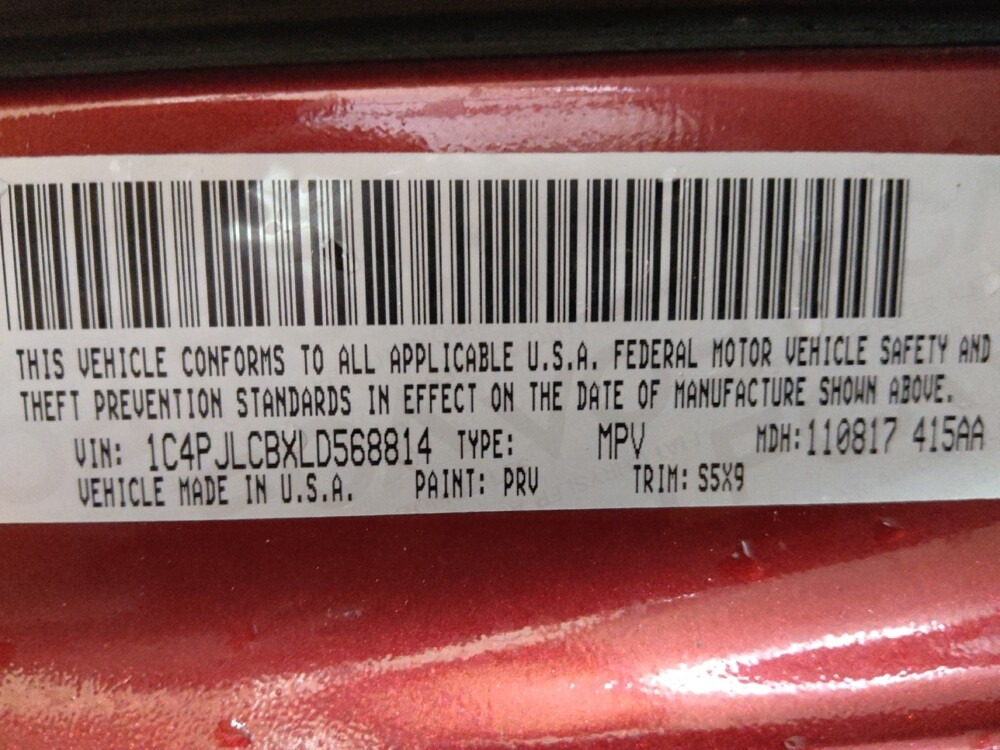 THIS VEHICLE CONFORMS TO ALL APPLICABLE U.S.A. FEDERAL MOTOR VEHICLE SAFETY AND
THEFT PREVENTION STANDARDS IN EFFECT ON THE DATE OF MANUFACTURE SHOWN ABOVE.
VIN: 1C4PJLCBXLD568814 TYPE: MPV MDH:110817 415AA
VEHICLE MADE IN U.S.A. PAINT: PRV TRIM: S5X9